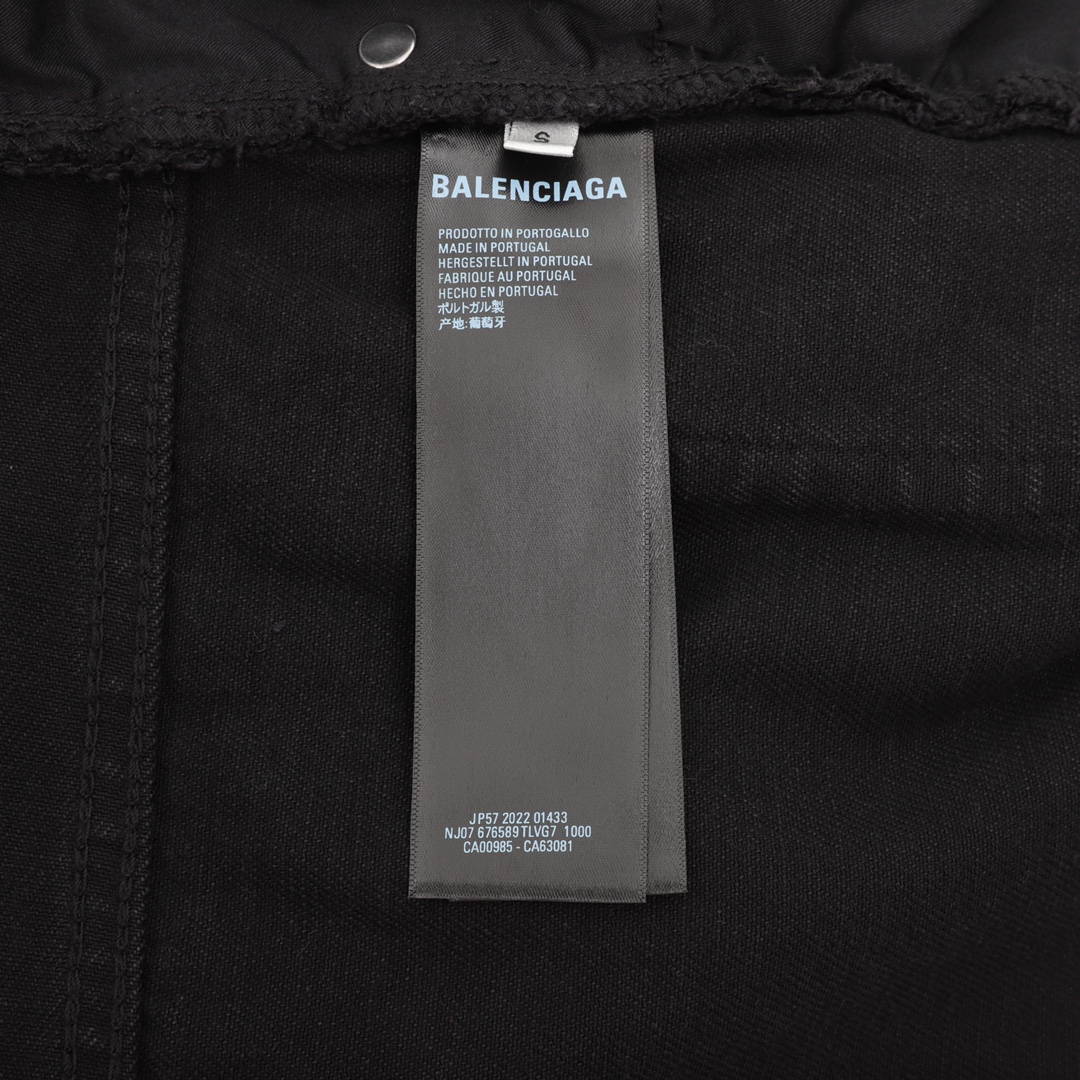 S
BALENCIAGA
PRODOTTO IN PORTOGALLO
MADE IN PORTUGAL
HERGESTELLT IN PORTUGAL
FABRIQUE AU PORTUGAL
HECHO EN PORTUGAL
ポルトガル製
产地:葡萄牙
JP57 2022 01433
NJ07 676589 TLVG7 1000
CA00985 - CA63081